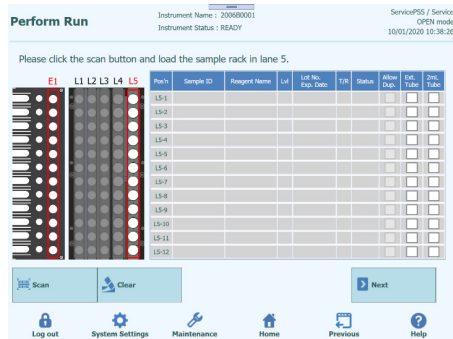 Perform Run
Instrument Name : 200680001
Instrument Status : READY
ServicePSS / Service
OPEN mode
10/01/2020 10:38:26
Please click the scan button and load the sample rack in lane 5.
E1 L1 L2 L3 L4 L5
Pos'n Sample ID Reagent Name Lvl Lot No. Exp. Date T/R Status Allow Dup. Ext. Tube 2mL Tube
L5-1
L5-2
L5-3
L5-4
L5-5
L5-6
L5-7
L5-8
L5-9
L5-10
L5-11
L5-12
Scan Clear Next
Log out System Settings Maintenance Home Previous Help